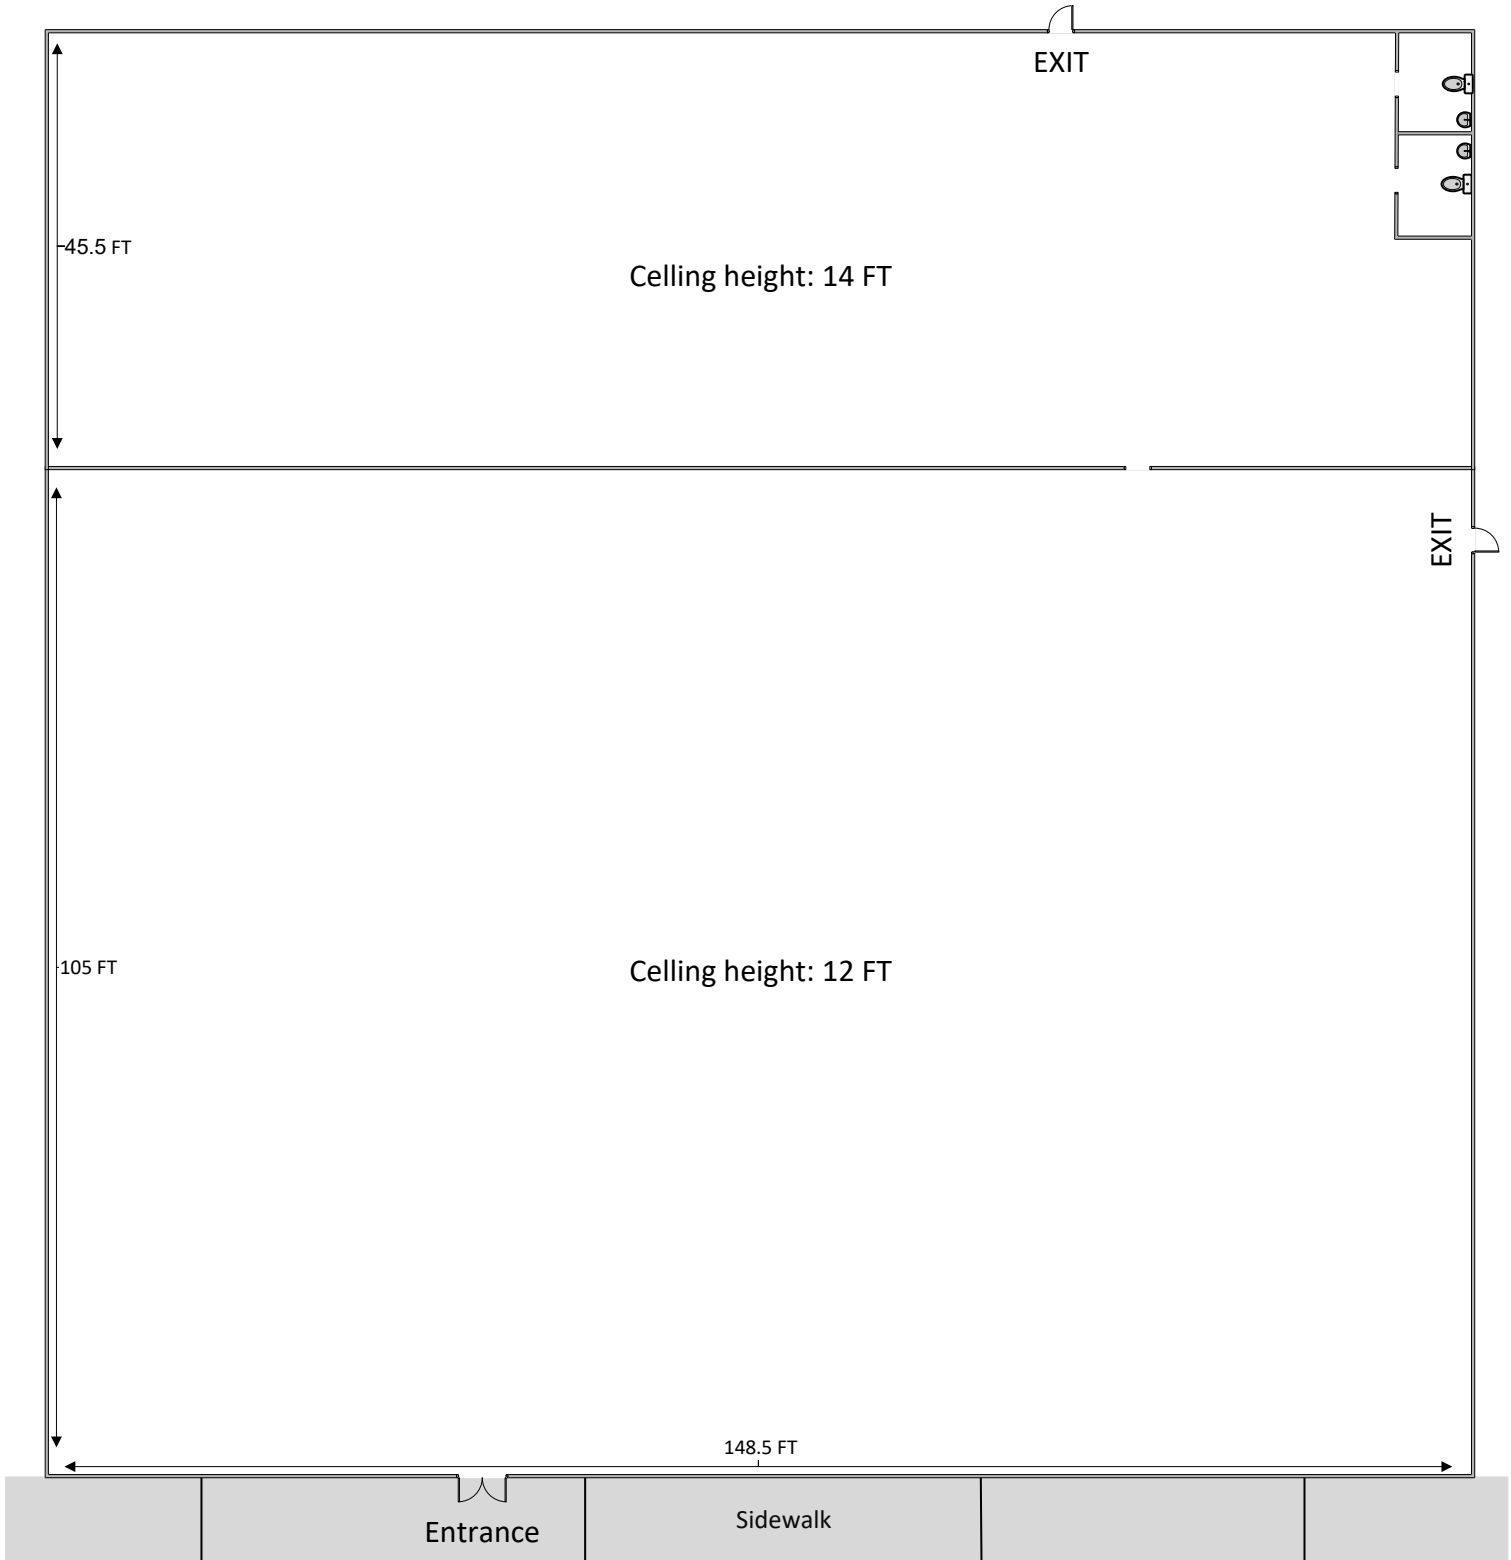 EXIT
45.5 FT
Celling height: 14 FT
EXIT
105 FT
Celling height: 12 FT
148.5 FT
Entrance
Sidewalk